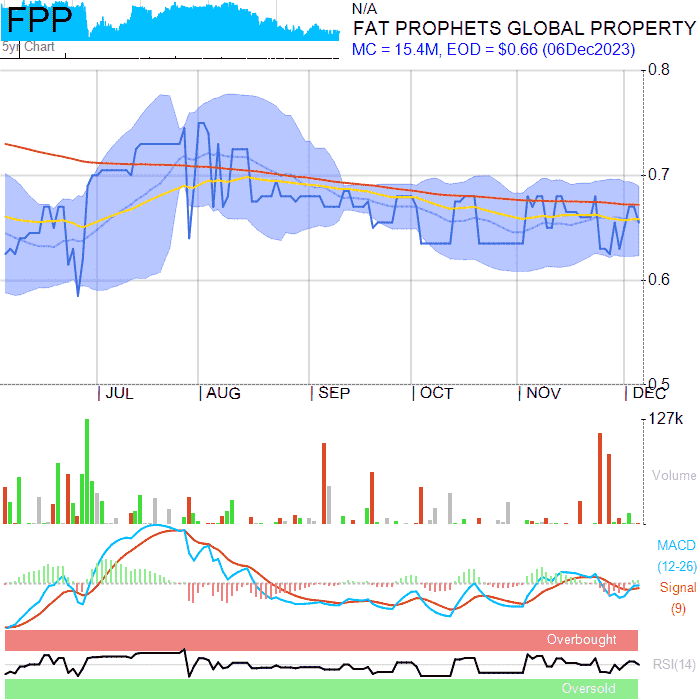 FPP
5yr Chart
N/A
FAT PROPHETS GLOBAL PROPERTY
MC = 15.4M, EOD = $0.66 (06Dec2023)
0.8
0.7
0.6
0.5
JUL
AUG
SEP
OCT
NOV
DEC
127k
Volume
MACD
(12-26)
Signal
(9)
Overbought
RSI(14)
Oversold